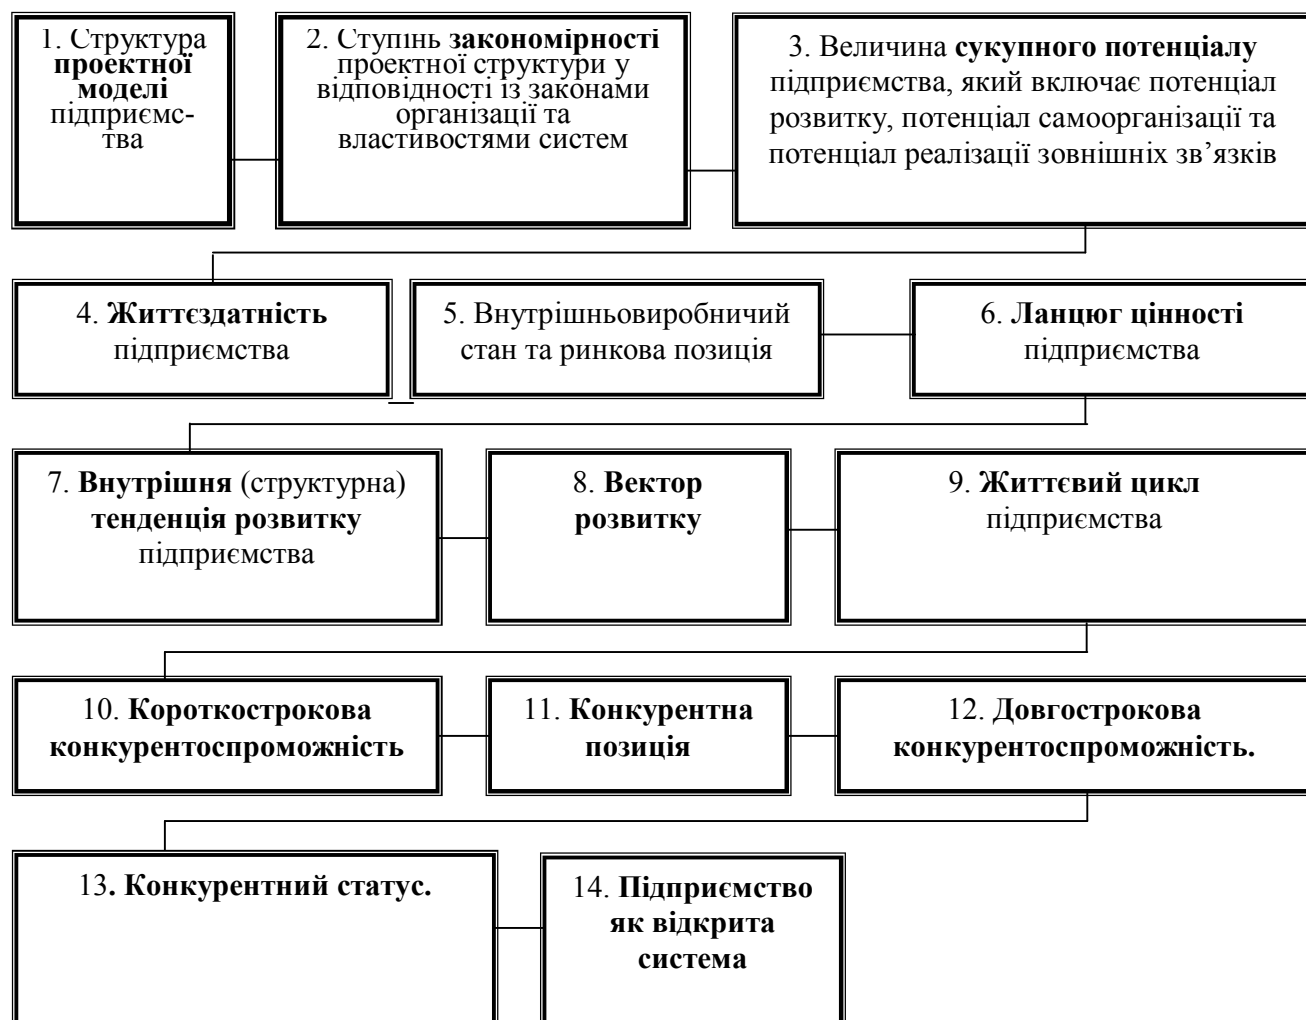 1. Структура
проектної
моделі
підприємс-
тва
2. Ступінь закономірності
проектної структури у
відповідності із законами
організації та
властивостями систем
3. Величина сукупного потенціалу
підприємства, який включає потенціал
розвитку, потенціал самоорганізації та
потенціал реалізації зовнішніх зв’язків
4. Життєздатність
підприємства
5. Внутрішньовиробничий
стан та ринкова позиція
6. Ланцюг цінності
підприємства
7. Внутрішня (структурна)
тенденція розвитку
підприємства
8. Вектор
розвитку
9. Життєвий цикл
підприємства
10. Короткострокова
конкурентоспроможність
11. Конкурентна
позиція
12. Довгострокова
конкурентоспроможність.
13. Конкурентний статус.
14. Підприємство
як відкрита
система